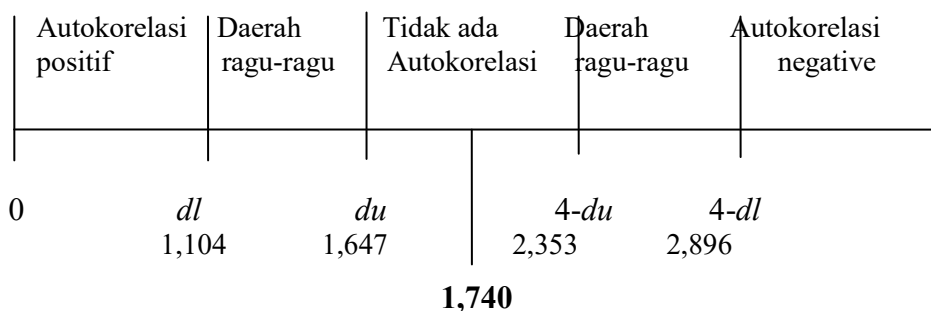 Autokorelasi Daerah Tidak ada Daerah Autokorelasi
positif ragu-ragu Autokorelasi ragu-ragu negative
0 dl du 4-du 4-dl
1,104 1,647 2,353 2,896
1,740